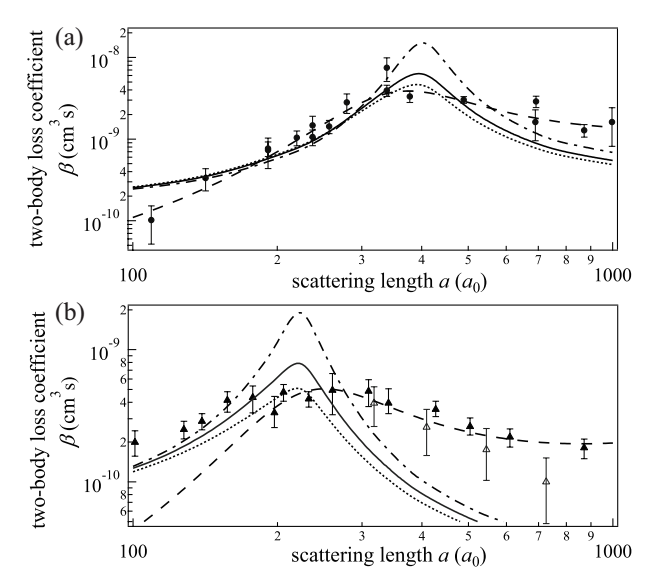 (a)
two-body loss coefficient
β (cm³ s)
2
10⁻⁸
8
6
4
2
10⁻⁹
8
6
4
2
10⁻¹⁰
8
6
100 2 3 4 5 6 7 8 9 1000
scattering length a (a₀)
(b)
two-body loss coefficient
β (cm³ s)
2
10⁻⁹
8
6
4
2
10⁻¹⁰
8
6
100 2 3 4 5 6 7 8 9 1000
scattering length a (a₀)